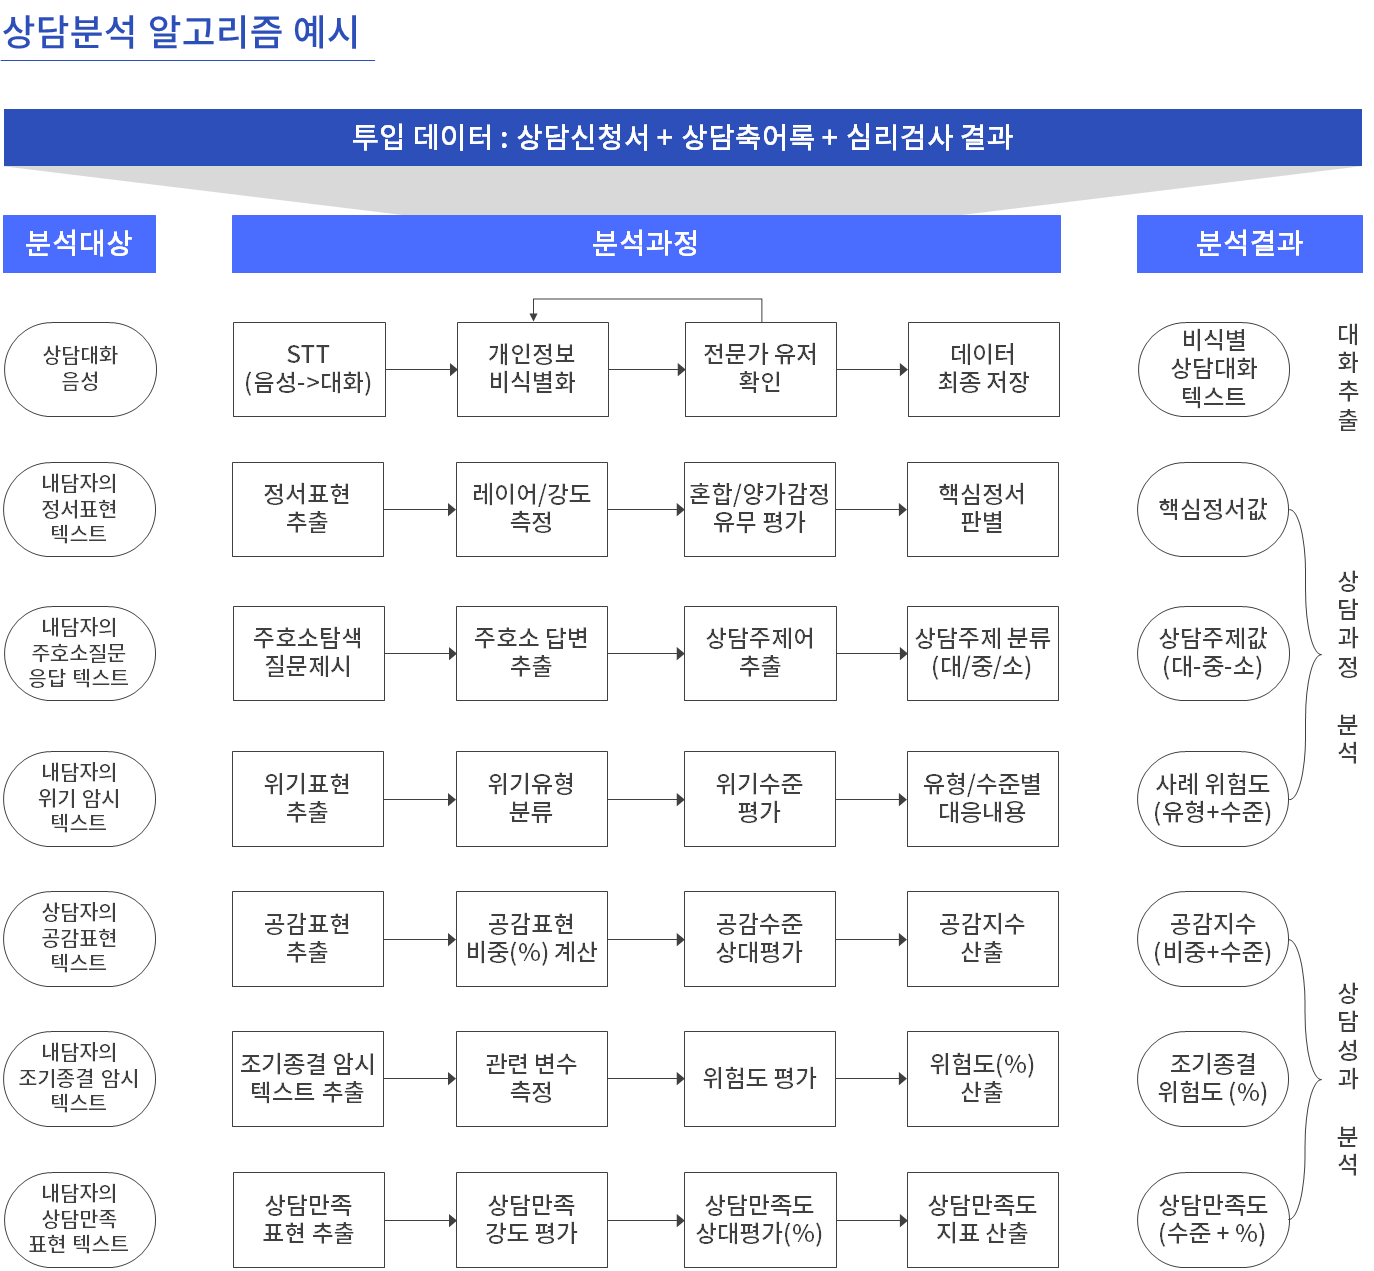 상담분석 알고리즘 예시
투입 데이터 : 상담신청서 + 상담축어록 + 심리검사 결과
분석대상
분석과정
분석결과
상담대화
음성
STT
(음성->대화)
개인정보
비식별화
전문가 유저
확인
데이터
최종 저장
비식별
상담대화
텍스트
대화추출
내담자의
정서표현
텍스트
정서표현
추출
레이어/강도
측정
혼합/양가감정
유무 평가
핵심정서
판별
핵심정서값
내담자의
주호소질문
응답 텍스트
주호소탐색
질문제시
주호소 답변
추출
상담주제어
추출
상담주제 분류
(대/중/소)
상담주제값
(대-중-소)
상담과정 분석
내담자의
위기 암시
텍스트
위기표현
추출
위기유형
분류
위기수준
평가
유형/수준별
대응내용
사례 위험도
(유형+수준)
상담자의
공감표현
텍스트
공감표현
추출
공감표현
비중(%) 계산
공감수준
상대평가
공감지수
산출
공감지수
(비중+수준)
내담자의
조기종결 암시
텍스트
조기종결 암시
텍스트 추출
관련 변수
측정
위험도 평가
위험도(%)
산출
조기종결
위험도 (%)
상담성과 분석
내담자의
상담만족
표현 텍스트
상담만족
표현 추출
상담만족
강도 평가
상담만족도
상대평가(%)
상담만족도
지표 산출
상담만족도
(수준 + %)